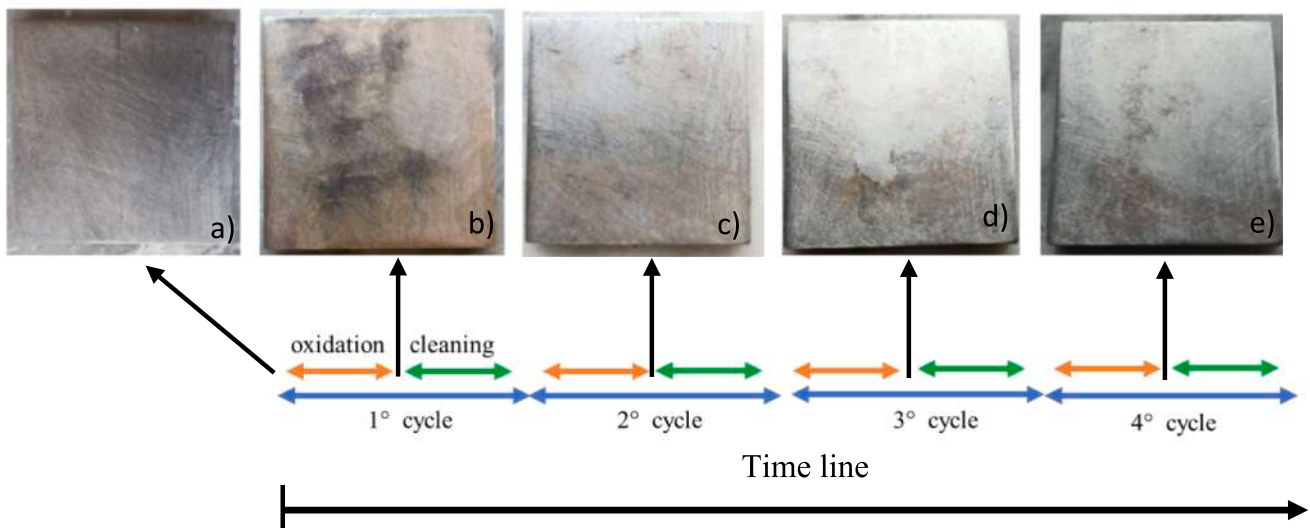 a)
b)
c)
d)
e)
oxidation
cleaning
1° cycle
2° cycle
3° cycle
4° cycle
Time line